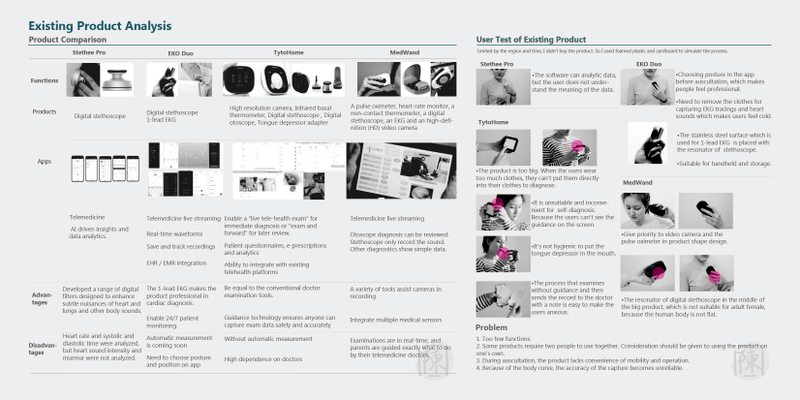 Existing Product Analysis
Product Comparison
Stethee Pro
EKO Duo
TytoHome
MedWand
Functions
Products
Digital stethoscope
Digital stethoscope
1-lead EKG
High resolution camera, Infrared basal
thermometer, Digital stethoscope , Digital
otoscope, Tongue depressor adapter
A pulse oximeter, heart-rate monitor, a
non-contact thermometer, a digital
stethoscope, an EKG and an high-defi-
nition (HD) video camera
Apps
Telemedicine
AI driven insights and
data analytics.
Telemedicine live streaming
Real-time waveforms
Save and track recordings
EHR / EMR integration
Enable a "live tele-health exam" for
immediate diagnosis or "exam and
forward" for later review.
Patient questionnaires, e-prescriptions
and analytics
Ability to integrate with existing
telehealth platforms
Telemedicine live streaming
Otoscope diagnosis can be reviewed.
Stethoscope only record the sound.
Other diagnostics show simple data.
Advan-
tages
Developed a range of digital
filters designed to enhance
subtle nuisances of heart and
lungs and other body sounds.
The 1-lead EKG makes the
product professional in
cardiac diagnosis.
Enable 24/7 patient
monitoring.
Be equal to the conventional doctor
examination tools.
Guidance technology ensures anyone can
capture exam data safely and accurately
A variety of tools assist cameras in
recording
Integrate multiple medical sensors
Disadvan-
tages
Heart rate and systolic and
diastolic time were analyzed,
but heart sound intensity and
murmur were not analyzed.
Automatic measurement
is coming soon
Need to choose posture
and position on app
Without automatic measurement
High dependence on doctors
Examinations are in real-time, and
parents are guided exactly what to do
by their telemedicine doctors.
User Test of Existing Product
Limited by the region and time, I didn't buy the product. So I used foamed plastic and cardboard to simulate the process.
Stethee Pro
•The software can analytic data,
but the user does not under-
stand the meaning of the data.
TytoHome
•The product is too big. When the users wear
too much clothes, they can't put them directly
into their clothes to diagnose.
•It is unsuitable and inconve-
nient for self-diagnosis.
Because the users can't see the
guidance on the screen.
•It's not hygienic to put the
tongue depressor in the mouth.
•The process that examines
without guidance and then
sends the record to the doctor
with a note is easy to make the
users anxious.
EKO Duo
•Choosing posture in the app
before auscultation, which makes
people feel professional.
•Need to remove the clothes for
capturing EKG tracings and heart
sounds which makes users feel cold.
•The stainless steel surface which is
used for 1-lead EKG is placed with
the resonator of stethoscope.
•Suitable for handheld and storage.
MedWand
•Give priority to video camera and the
pulse oximeter in product shape design.
•The resonator of digital stethoscope in the middle of
the big product, which is not suitable for adult female,
because the human body is not flat.
Problem
1. Too few functions.
2. Some products require two people to use together. Consideration should be given to using the product on
one's own.
3. During auscultation, the product lacks convenience of mobility and operation.
4. Because of the body curve, the accuracy of the capture becomes unreliable.